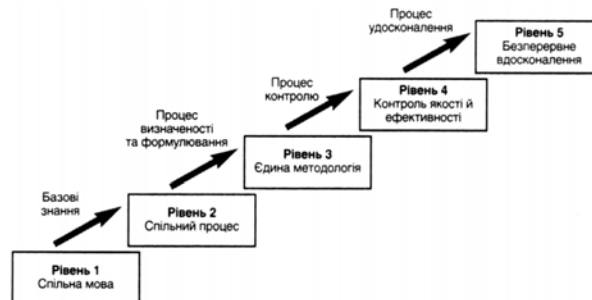 Процес
удосконалення
Рівень 5
Безперервне
вдосконалення
Процес
контролю
Рівень 4
Контроль якості й
ефективності
Процес
визначеності
та формулювання
Рівень 3
Єдина методологія
Базові
знання
Рівень 2
Спільний процес
Рівень 1
Спільна мова